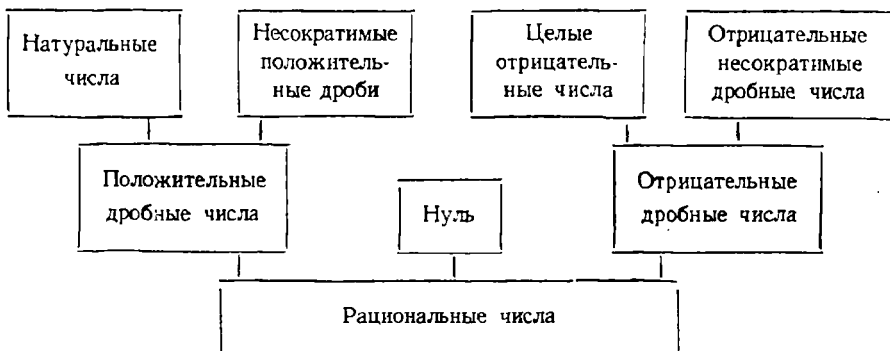 Натуральные
числа
Несократимые
положитель-
ные дроби
Целые
отрицатель-
ные числа
Отрицательные
несократимые
дробные числа
Положительные
дробные числа
Нуль
Отрицательные
дробные числа
Рациональные числа